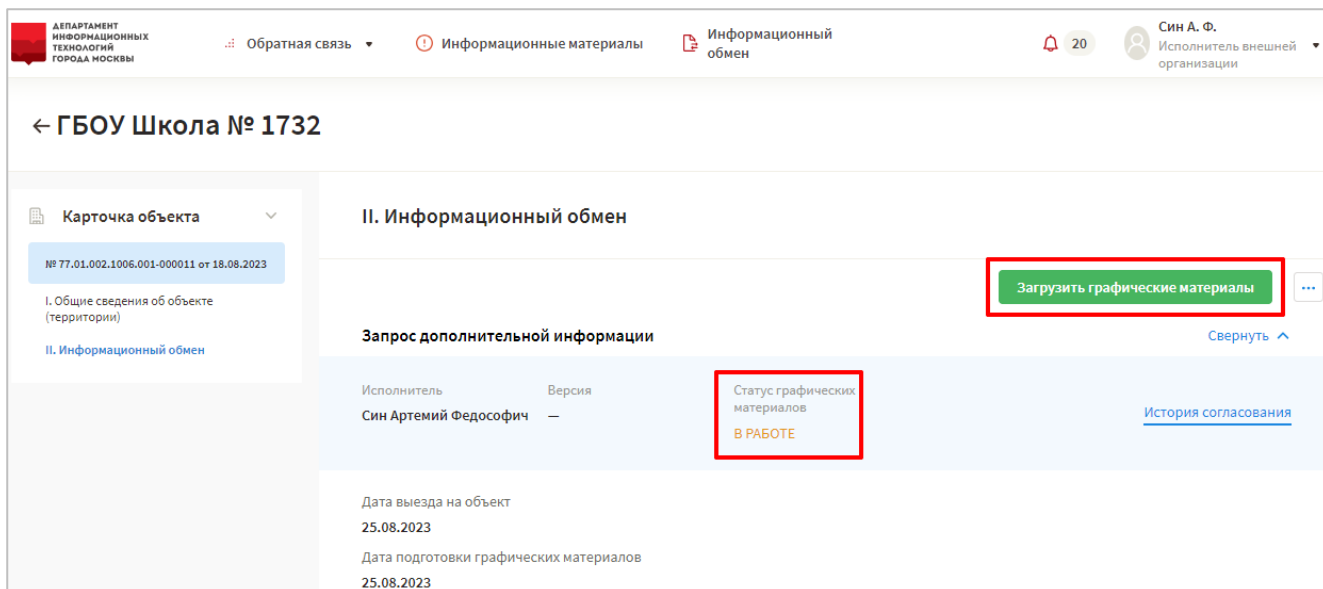 ДЕПАРТАМЕНТ
ИНФОРМАЦИОННЫХ
ТЕХНОЛОГИЙ
ГОРОДА МОСКВЫ
Обратная связь
Информационные материалы
Информационный
обмен
20
Син А. Ф.
Исполнитель внешней
организации
ГБОУ Школа № 1732
Карточка объекта
№ 77.01.002.1006.001-000011 от 18.08.2023
I. Общие сведения об объекте
(территории)
II. Информационный обмен
II. Информационный обмен
Загрузить графические материалы
...
Запрос дополнительной информации
Свернуть
Исполнитель
Син Артемий Федософич
Версия
—
Статус графических
материалов
В РАБОТЕ
История согласования
Дата выезда на объект
25.08.2023
Дата подготовки графических материалов
25.08.2023